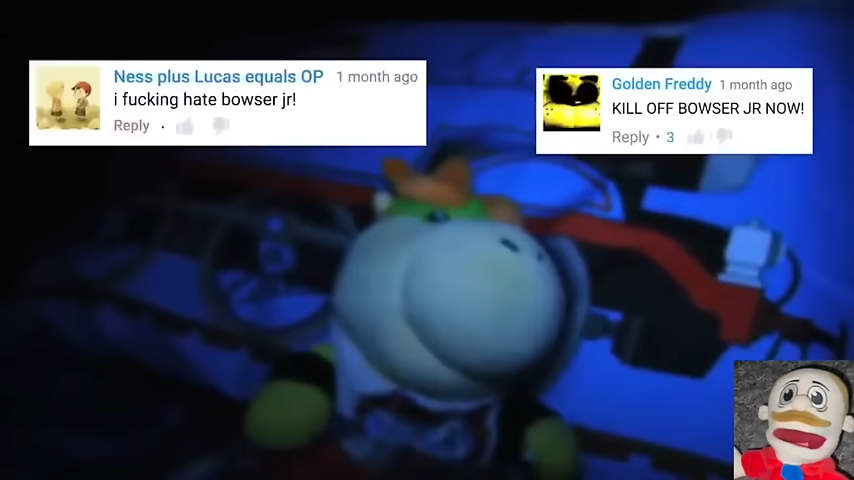 Ness plus Lucas equals OP 1 month ago
i fucking hate bowser jr!
Reply ·
Golden Freddy 1 month ago
KILL OFF BOWSER JR NOW!
Reply · 3